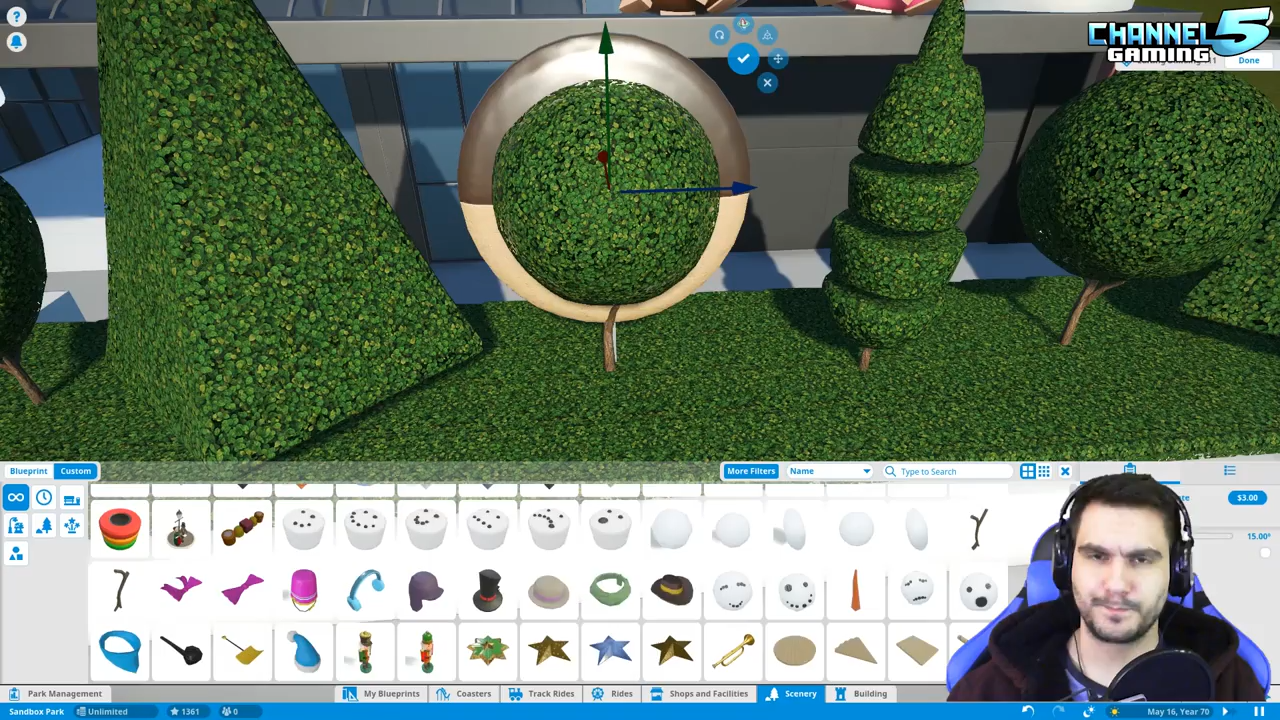 CHANNEL 5
GAMING
Done
Blueprint
Custom
More Filters
Name
Type to Search
$3.00
15.00°
Park Management
My Blueprints
Coasters
Track Rides
Rides
Shops and Facilities
Scenery
Building
Sandbox Park
Unlimited
1361
0
May 16, Year 70